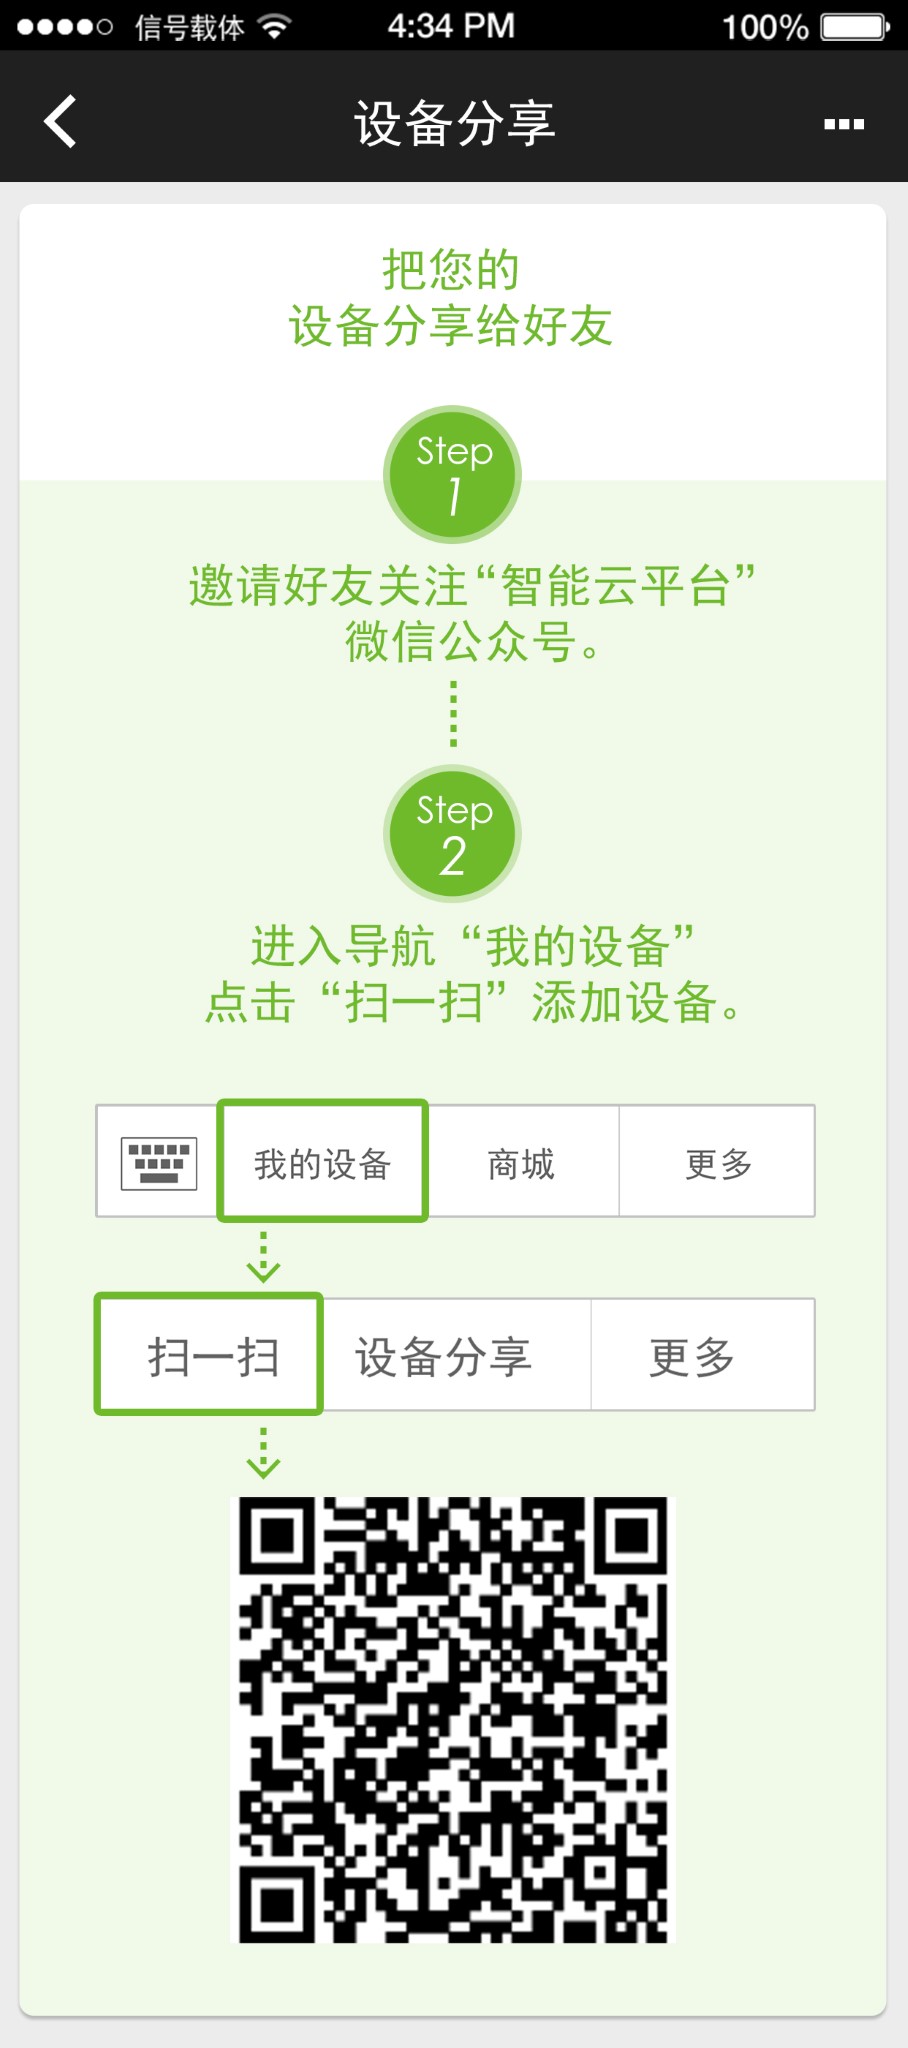 信号载体 4:34 PM 100%
设备分享
把您的
设备分享给好友
Step
1
邀请好友关注“智能云平台”
微信公众号。
Step
2
进入导航“我的设备”
点击“扫一扫”添加设备。
我的设备 商城 更多
扫一扫 设备分享 更多